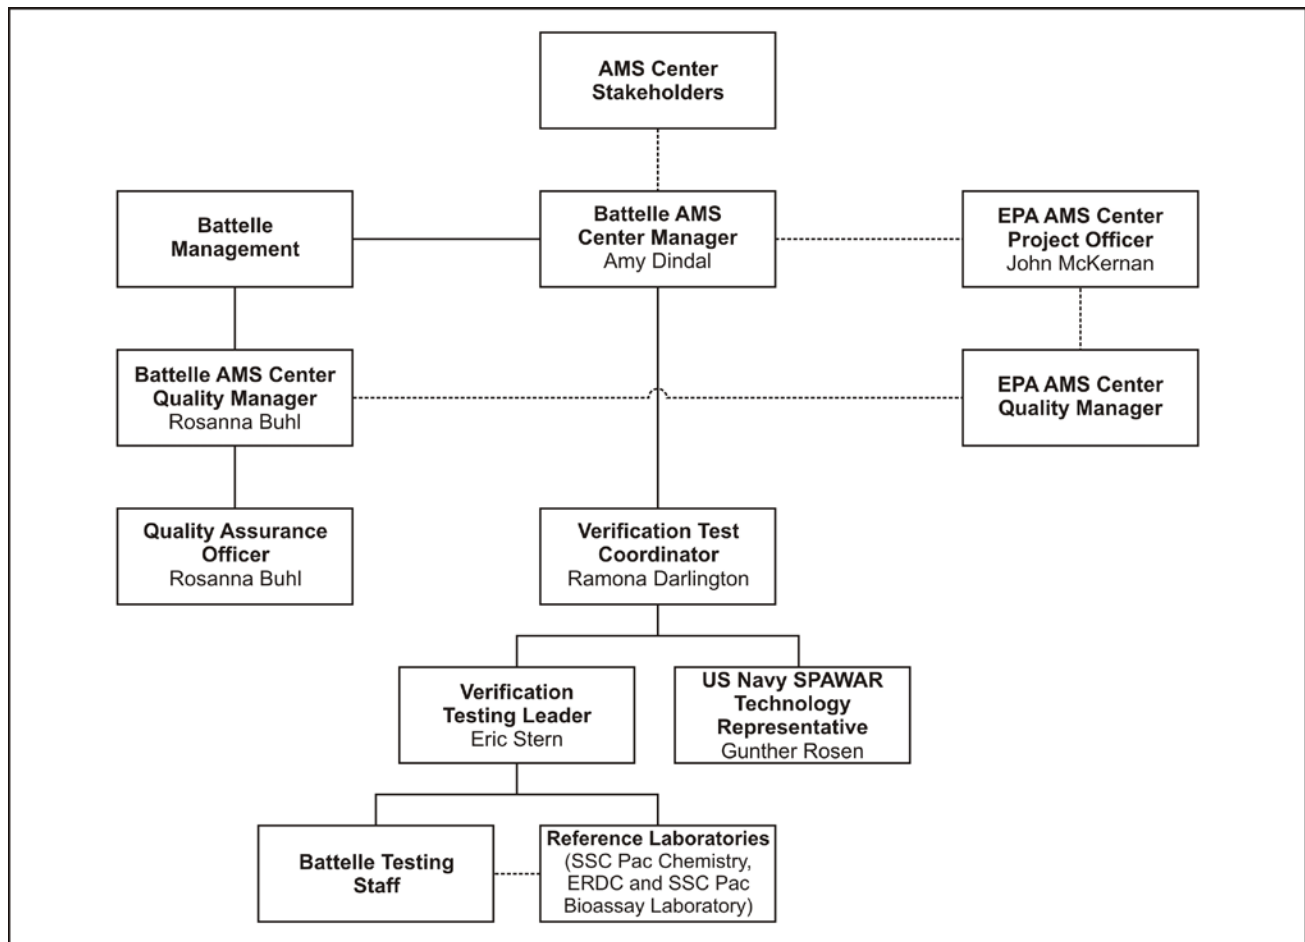 AMS Center
Stakeholders
Battelle
Management
Battelle AMS
Center Manager
Amy Dindal
EPA AMS Center
Project Officer
John McKernan
Battelle AMS Center
Quality Manager
Rosanna Buhl
EPA AMS Center
Quality Manager
Quality Assurance
Officer
Rosanna Buhl
Verification Test
Coordinator
Ramona Darlington
Verification
Testing Leader
Eric Stern
US Navy SPAWAR
Technology
Representative
Gunther Rosen
Battelle Testing
Staff
Reference Laboratories
(SSC Pac Chemistry,
ERDC and SSC Pac
Bioassay Laboratory)